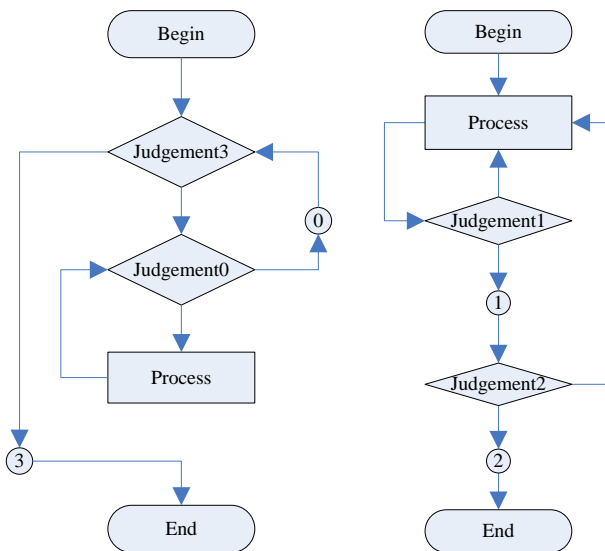 Begin
Judgement3
0
Judgement0
Process
3
End
Begin
Process
Judgement1
1
Judgement2
2
End